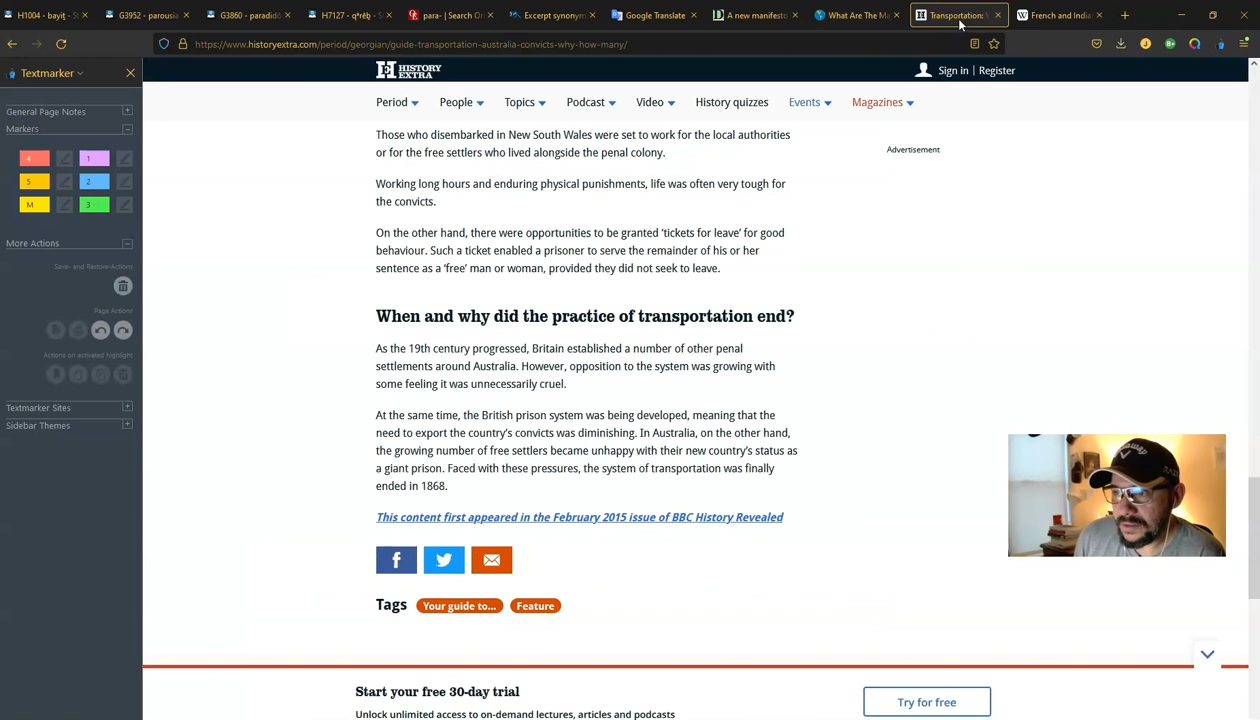 H1004 - bayiṯ - St
G3952 - parousia
G3860 - paradidō
H7127 - qᵉrēḇ - S
para- | Search On
Excerpt synonym
Google Translate
A new manifesto
What Are The Ma
Transportation:
French and India
https://www.historyextra.com/period/georgian/guide-transportation-australia-convicts-why-how-many/
Textmarker
General Page Notes
Markers
4 1
5 2
M 3
More Actions
Save- and Restore-Actions
Page Actions
Actions on activated highlight
Textmarker Sites
Sidebar Themes
HISTORY
EXTRA
Sign in | Register
Period People Topics Podcast Video History quizzes Events Magazines
Those who disembarked in New South Wales were set to work for the local authorities
or for the free settlers who lived alongside the penal colony.
Advertisement
Working long hours and enduring physical punishments, life was often very tough for
the convicts.
On the other hand, there were opportunities to be granted ‘tickets for leave’ for good
behaviour. Such a ticket enabled a prisoner to serve the remainder of his or her
sentence as a ‘free’ man or woman, provided they did not seek to leave.
When and why did the practice of transportation end?
As the 19th century progressed, Britain established a number of other penal
settlements around Australia. However, opposition to the system was growing with
some feeling it was unnecessarily cruel.
At the same time, the British prison system was being developed, meaning that the
need to export the country’s convicts was diminishing. In Australia, on the other hand,
the growing number of free settlers became unhappy with their new country’s status as
a giant prison. Faced with these pressures, the system of transportation was finally
ended in 1868.
This content first appeared in the February 2015 issue of BBC History Revealed
Tags Your guide to... Feature
Start your free 30-day trial
Unlock unlimited access to on-demand lectures, articles and podcasts
Try for free